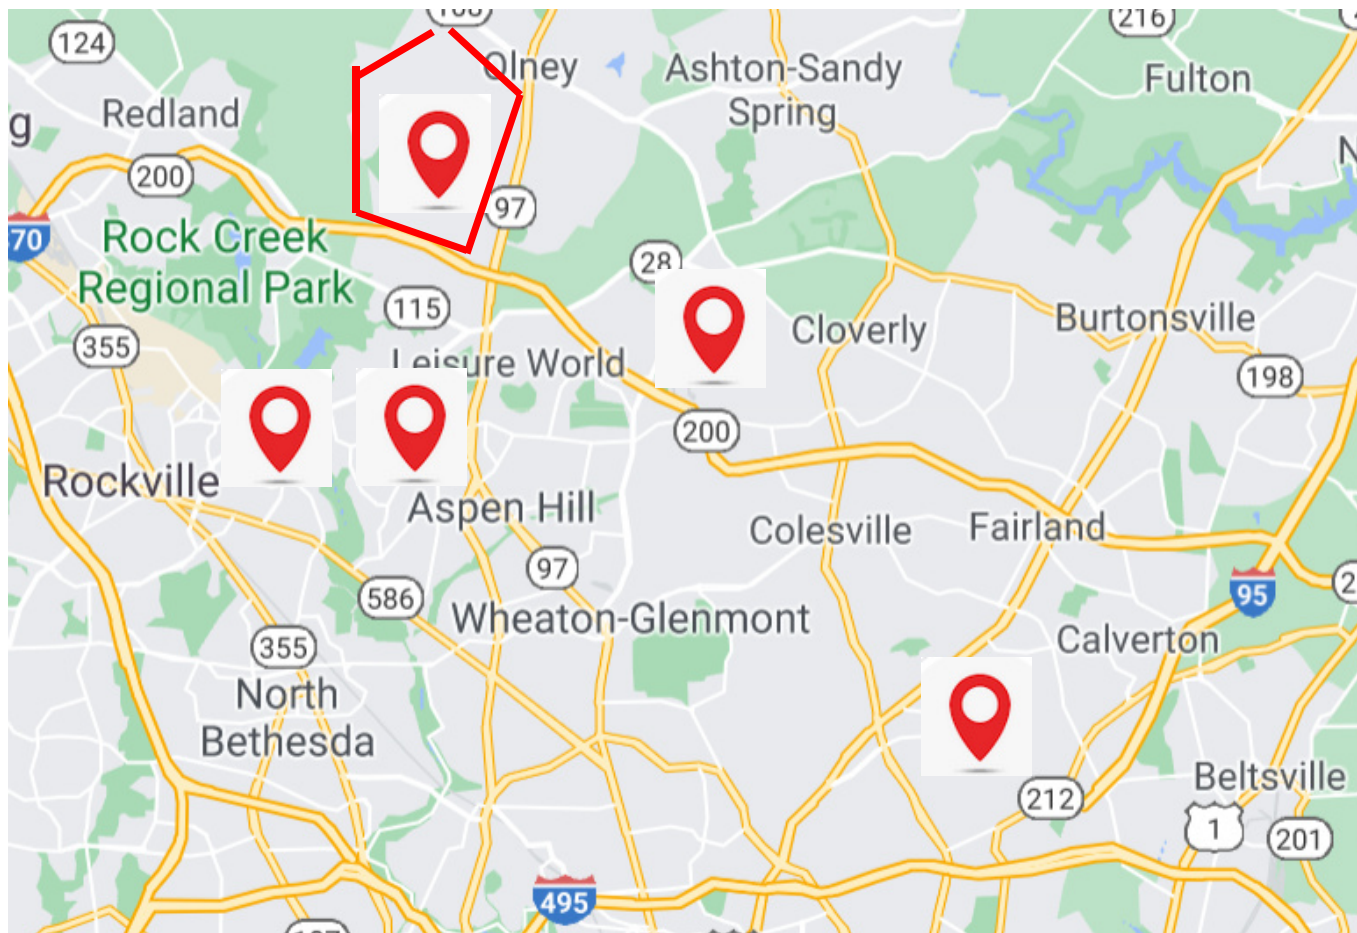 216
124
Olney
Ashton-Sandy
Spring
Fulton
g
Redland
200
97
70
Rock Creek
Regional Park
28
115
355
Leisure World
Cloverly
Burtonsville
198
200
Rockville
Aspen Hill
Colesville
Fairland
97
586
95
Wheaton-Glenmont
355
Calverton
North
Bethesda
212
Beltsville
1
201
495